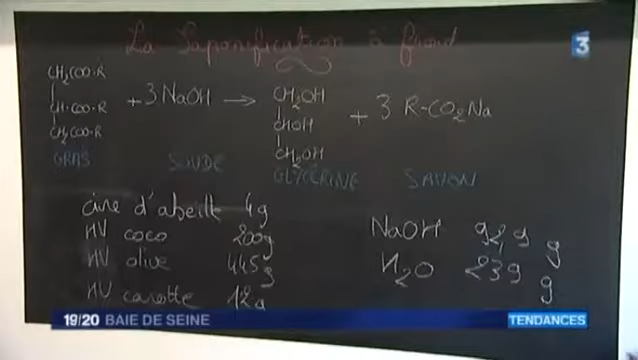 La Saponification à froid
3
CH₂COO-R
CH-COO-R
CH₂COO-R
+ 3 NaOH →
CH₂OH
CHOH
CH₂OH
+ 3 R-CO₂Na
GRAS SOUDE GLYCERINE SAVON
cire d'abeille 4g
HV coco 200g
HV olive 445g
HV carotte 12g
NaOH 92,9 g
H₂O 239 g
19/20 BAIE DE SEINE
TENDANCES